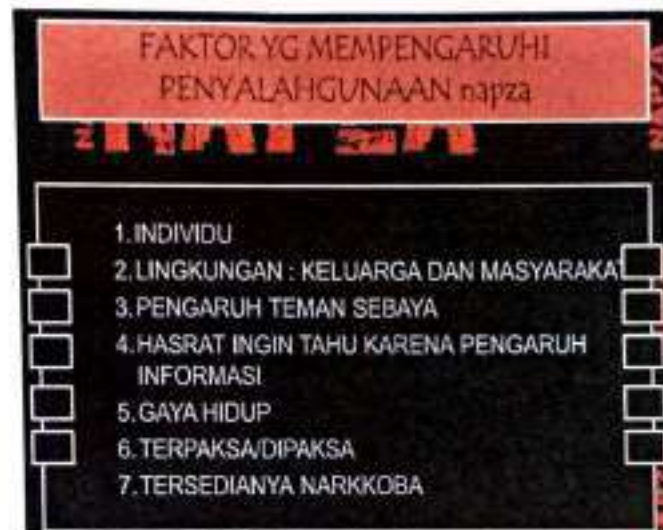 FAKTOR YG MEMPENGARUHI
PENYALAHGUNAAN napza
1. INDIVIDU
2. LINGKUNGAN : KELUARGA DAN MASYARAKAT
3. PENGARUH TEMAN SEBAYA
4. HASRAT INGIN TAHU KARENA PENGARUH
INFORMASI
5. GAYA HIDUP
6. TERPAKSA/DIPAKSA
7. TERSEDIANYA NARKKOBA